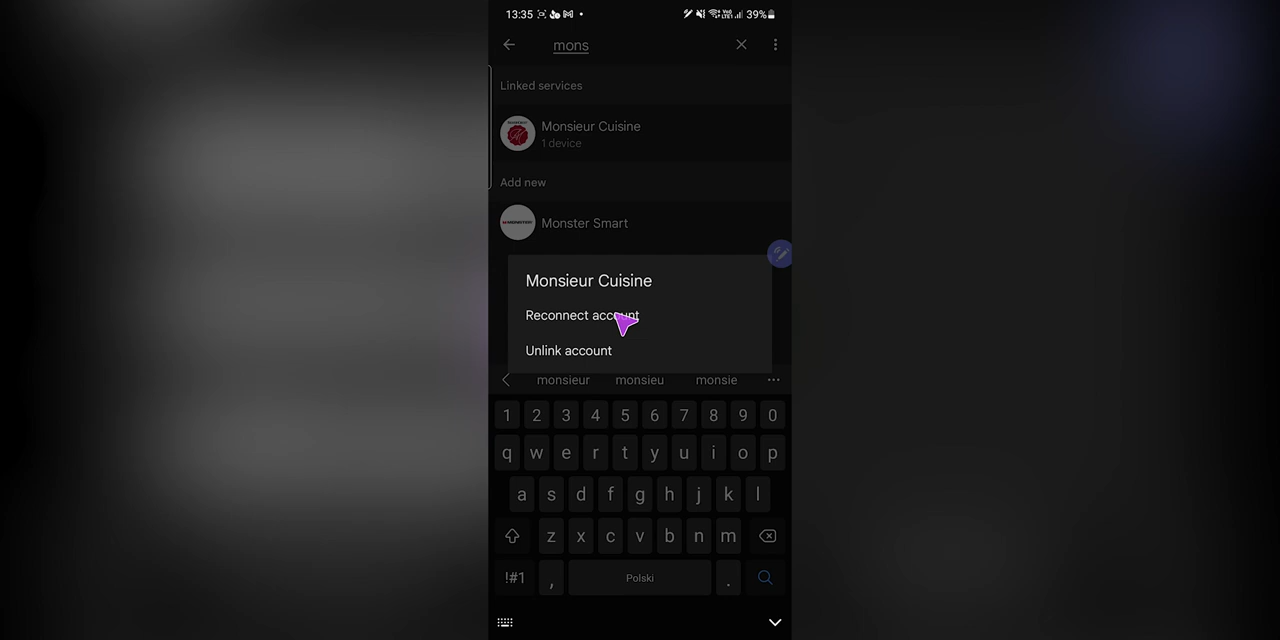 13:35 39%
mons
Linked services
Monsieur Cuisine
1 device
Add new
MONSTER
Monster Smart
Monsieur Cuisine
Reconnect account
Unlink account
monsieur monsieu monsie
1 2 3 4 5 6 7 8 9 0
q w e r t y u i o p
a s d f g h j k l
z x c v b n m
!#1 , Polski .